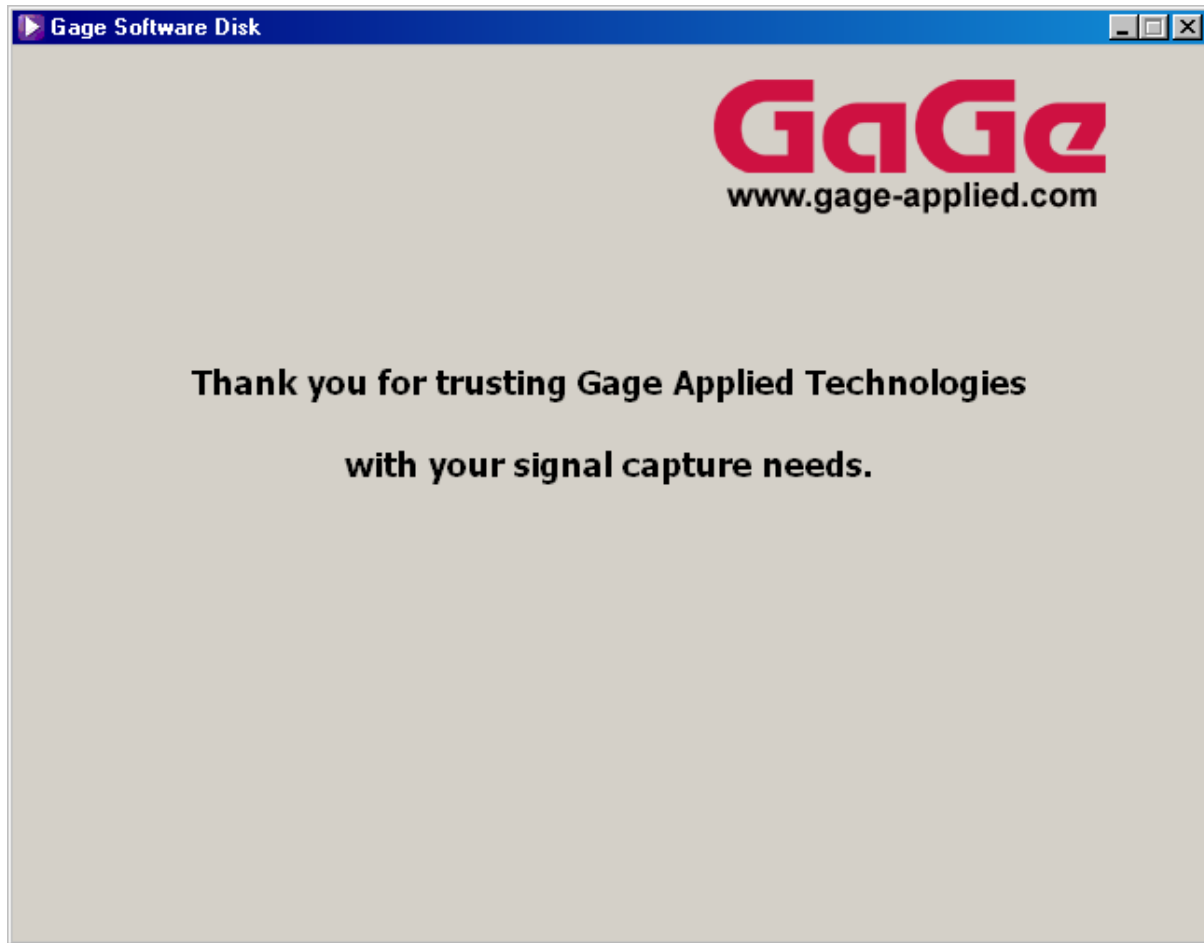 Gage Software Disk
GaGe
www.gage-applied.com
Thank you for trusting Gage Applied Technologies
with your signal capture needs.